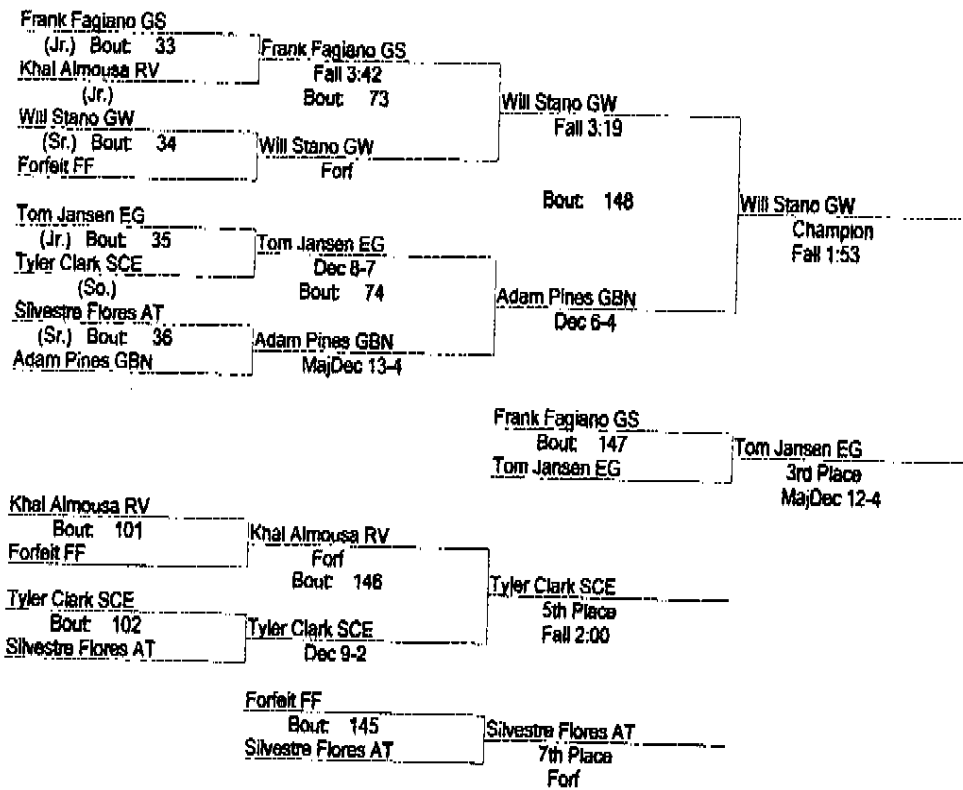 Frank Fagiano GS
(Jr.) Bout: 33
Khal Almousa RV
(Jr.)
Will Stano GW
(Sr.) Bout: 34
Forfeit FF
Tom Jansen EG
(Jr.) Bout: 35
Tyler Clark SCE
(So.)
Silvestre Flores AT
(Sr.) Bout: 36
Adam Pines GBN
Frank Fagiano GS
Fall 3:42
Bout: 73
Will Stano GW
Forf
Tom Jansen EG
Dec 8-7
Bout: 74
Adam Pines GBN
MajDec 13-4
Will Stano GW
Fall 3:19
Bout: 148
Adam Pines GBN
Dec 6-4
Will Stano GW
Champion
Fall 1:53
Frank Fagiano GS
Bout: 147
Tom Jansen EG
Tom Jansen EG
3rd Place
MajDec 12-4
Khal Almousa RV
Bout: 101
Forfeit FF
Tyler Clark SCE
Bout: 102
Silvestre Flores AT
Khal Almousa RV
Forf
Bout: 146
Tyler Clark SCE
Dec 9-2
Tyler Clark SCE
5th Place
Fall 2:00
Forfeit FF
Bout: 145
Silvestre Flores AT
Silvestre Flores AT
7th Place
Forf